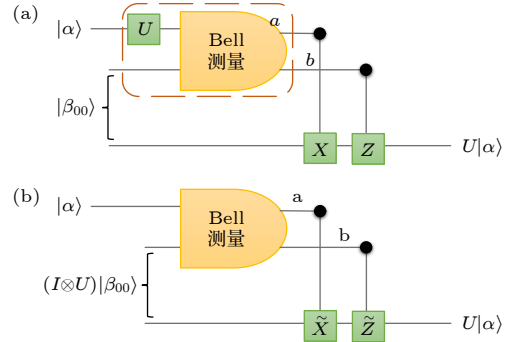 (a)
|α⟩ U Bell 测量 a
b
|β₀₀⟩
X Z U|α⟩
(b)
|α⟩ Bell 测量 a
b
(I⊗U)|β₀₀⟩
X̃ Z̃ U|α⟩